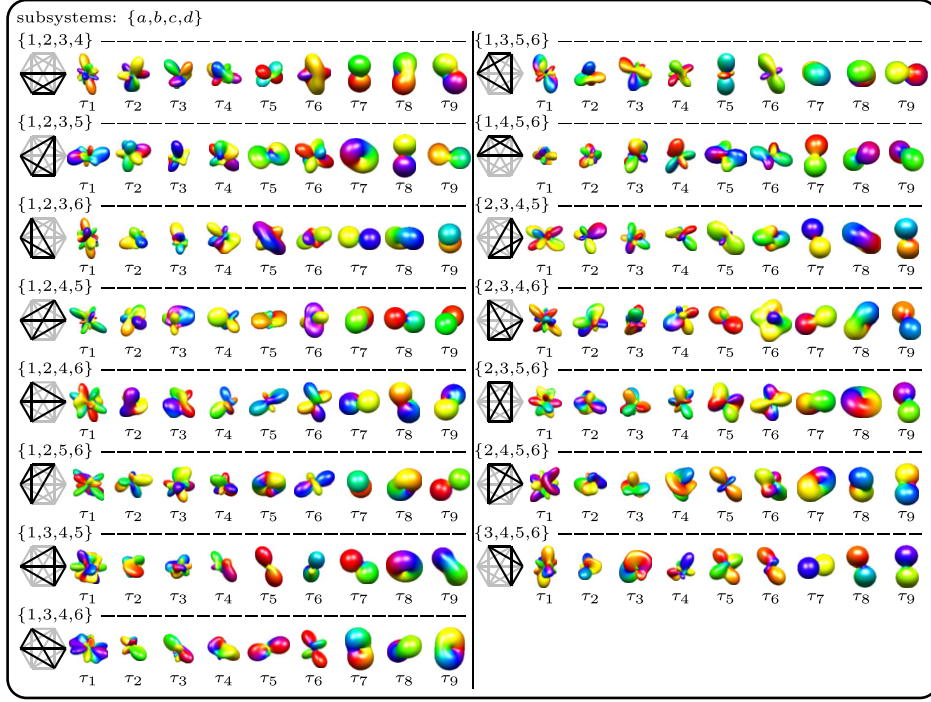 subsystems: {a,b,c,d}
{1,2,3,4}
τ1 τ2 τ3 τ4 τ5 τ6 τ7 τ8 τ9
{1,2,3,5}
τ1 τ2 τ3 τ4 τ5 τ6 τ7 τ8 τ9
{1,2,3,6}
τ1 τ2 τ3 τ4 τ5 τ6 τ7 τ8 τ9
{1,2,4,5}
τ1 τ2 τ3 τ4 τ5 τ6 τ7 τ8 τ9
{1,2,4,6}
τ1 τ2 τ3 τ4 τ5 τ6 τ7 τ8 τ9
{1,2,5,6}
τ1 τ2 τ3 τ4 τ5 τ6 τ7 τ8 τ9
{1,3,4,5}
τ1 τ2 τ3 τ4 τ5 τ6 τ7 τ8 τ9
{1,3,4,6}
τ1 τ2 τ3 τ4 τ5 τ6 τ7 τ8 τ9
{1,3,5,6}
τ1 τ2 τ3 τ4 τ5 τ6 τ7 τ8 τ9
{1,4,5,6}
τ1 τ2 τ3 τ4 τ5 τ6 τ7 τ8 τ9
{2,3,4,5}
τ1 τ2 τ3 τ4 τ5 τ6 τ7 τ8 τ9
{2,3,4,6}
τ1 τ2 τ3 τ4 τ5 τ6 τ7 τ8 τ9
{2,3,5,6}
τ1 τ2 τ3 τ4 τ5 τ6 τ7 τ8 τ9
{2,4,5,6}
τ1 τ2 τ3 τ4 τ5 τ6 τ7 τ8 τ9
{3,4,5,6}
τ1 τ2 τ3 τ4 τ5 τ6 τ7 τ8 τ9